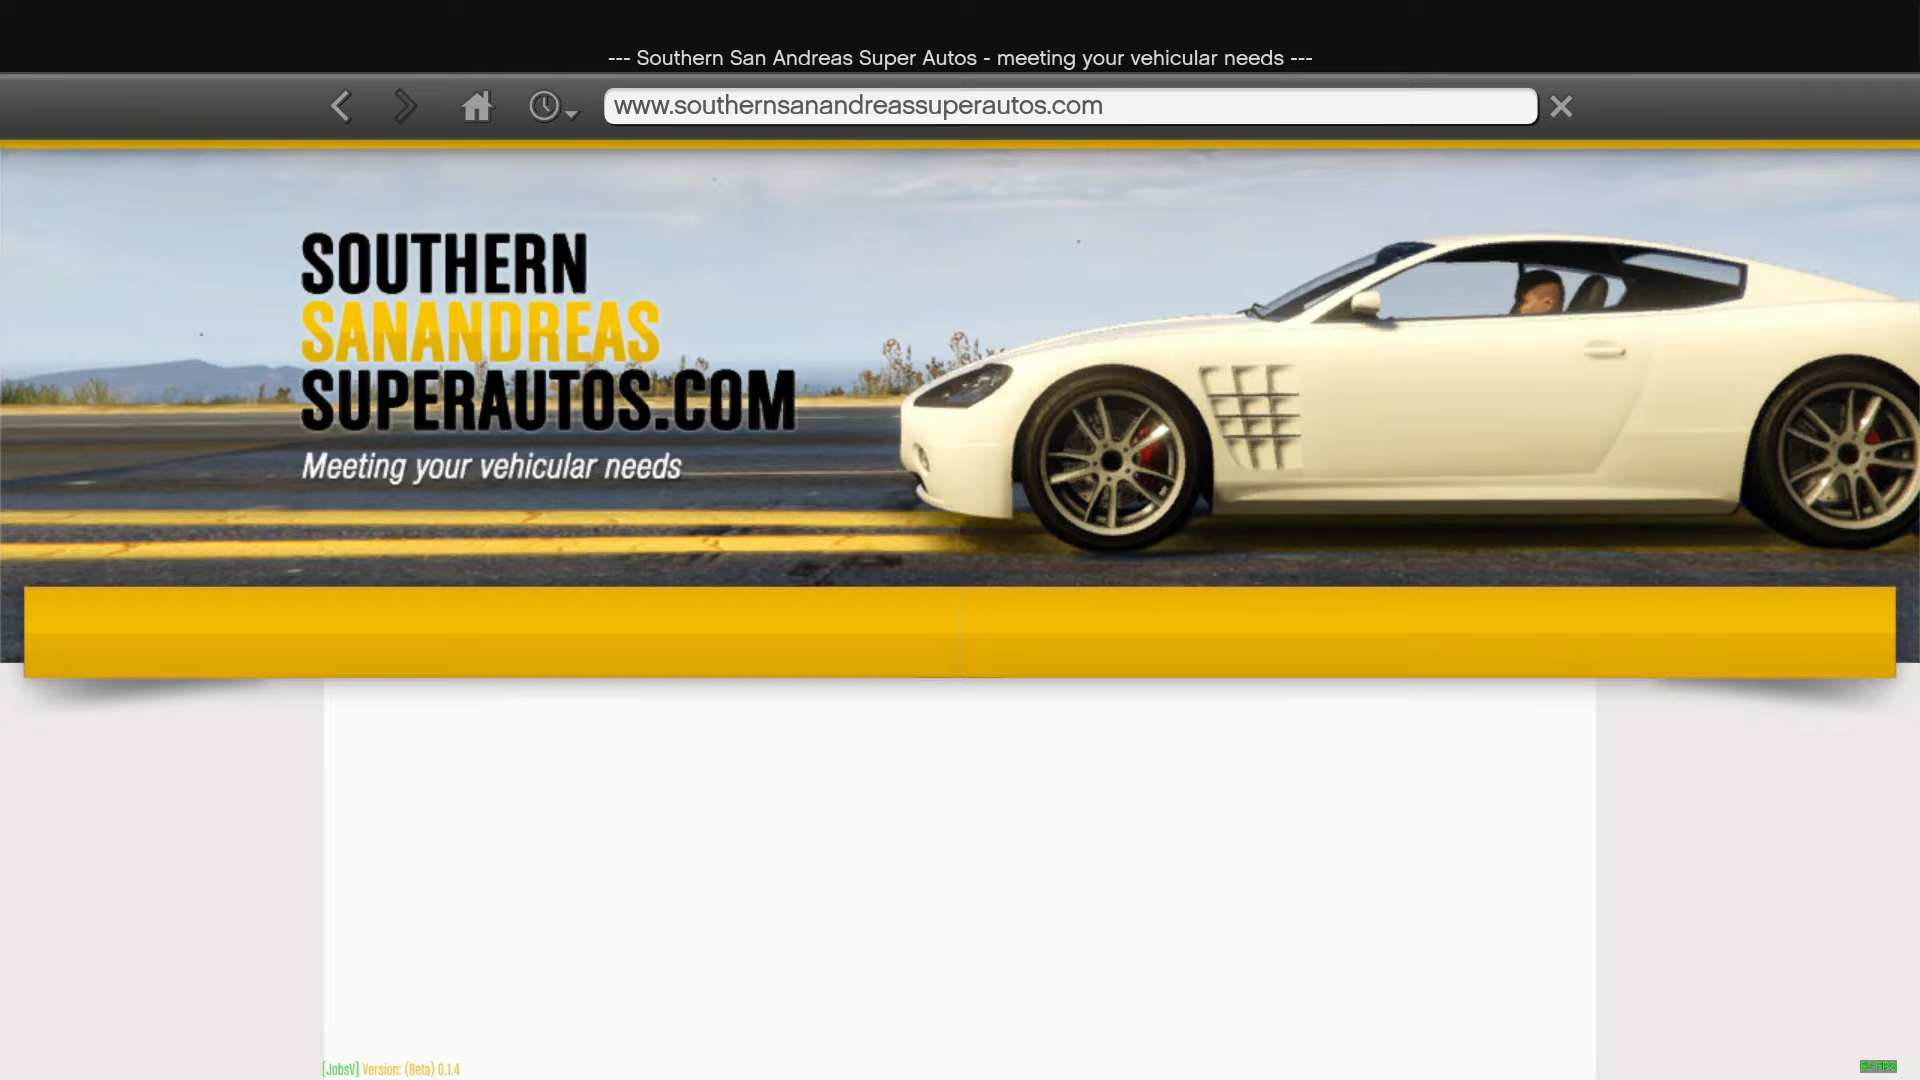 --- Southern San Andreas Super Autos - meeting your vehicular needs ---
www.southernsanandreassuperautos.com
SOUTHERN
SANANDREAS
SUPERAUTOS.COM
Meeting your vehicular needs
[JobsV] Version: (Beta) 0.1.4